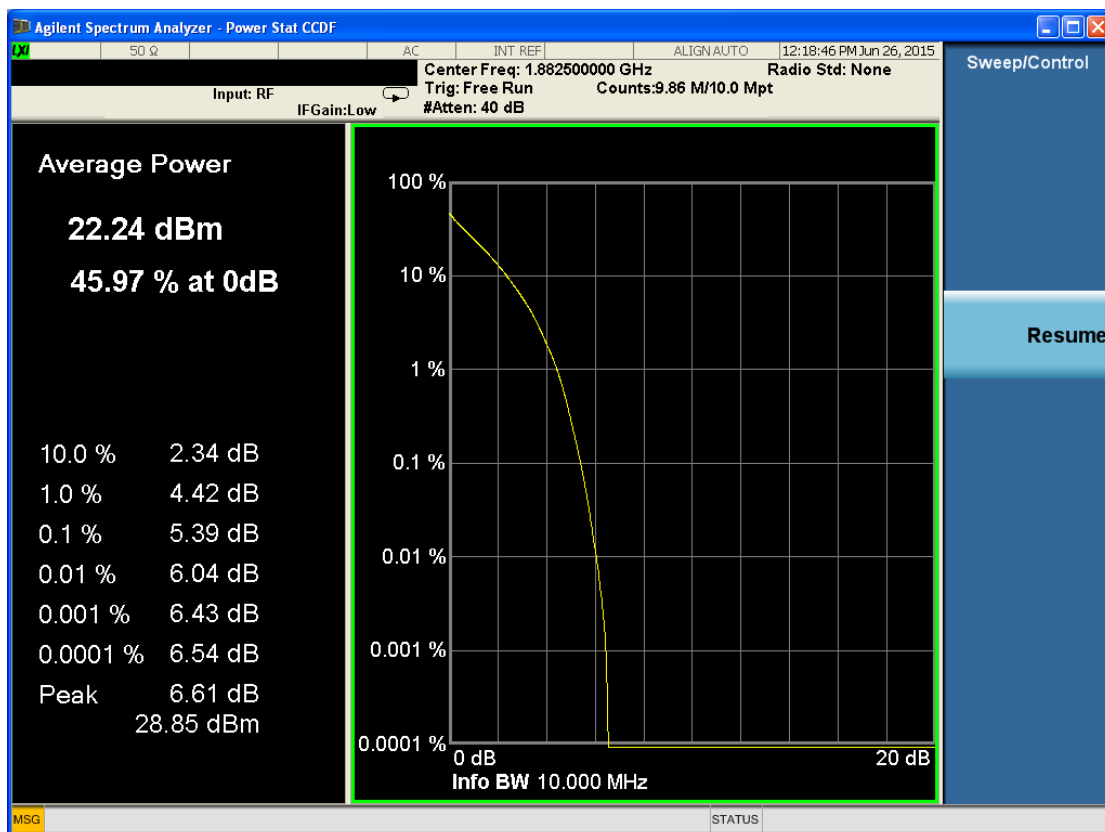 Agilent Spectrum Analyzer - Power Stat CCDF
LXI 50 Ω AC INT REF ALIGN AUTO 12:18:46 PM Jun 26, 2015
Center Freq: 1.882500000 GHz Radio Std: None
Input: RF Trig: Free Run Counts:9.86 M/10.0 Mpt
IFGain:Low #Atten: 40 dB
Sweep/Control
Resume
Average Power
22.24 dBm
45.97 % at 0dB
10.0 % 2.34 dB
1.0 % 4.42 dB
0.1 % 5.39 dB
0.01 % 6.04 dB
0.001 % 6.43 dB
0.0001 % 6.54 dB
Peak 6.61 dB
28.85 dBm
100 %
10 %
1 %
0.1 %
0.01 %
0.001 %
0.0001 %
0 dB 20 dB
Info BW 10.000 MHz
MSG STATUS